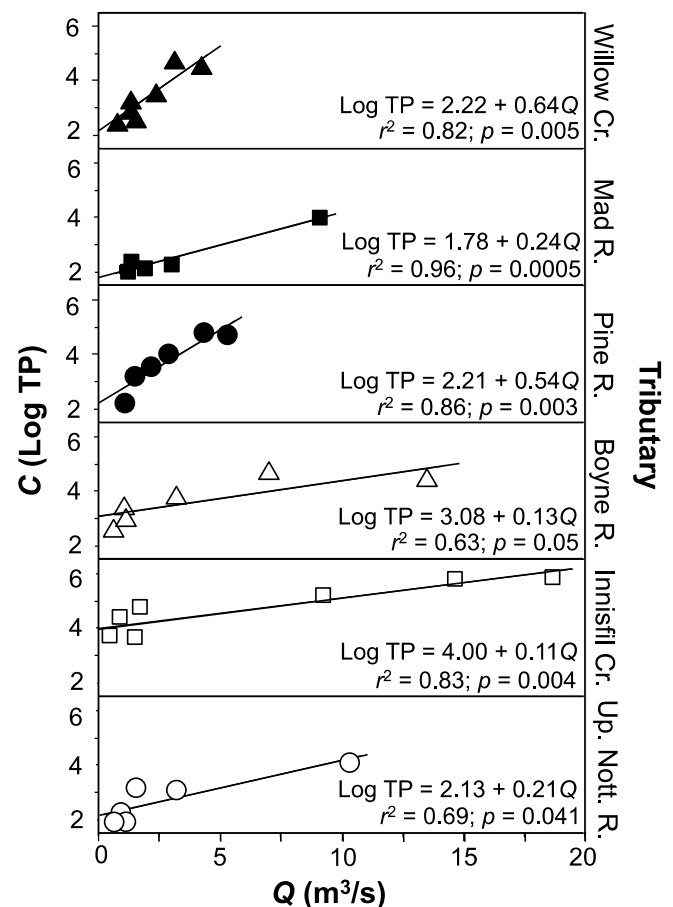 6
4
2
Log TP = 2.22 + 0.64Q
r² = 0.82; p = 0.005
Willow Cr.
6
4
2
Log TP = 1.78 + 0.24Q
r² = 0.96; p = 0.0005
Mad R.
6
4
2
Log TP = 2.21 + 0.54Q
r² = 0.86; p = 0.003
Pine R.
6
4
2
Log TP = 3.08 + 0.13Q
r² = 0.63; p = 0.05
Boyne R.
6
4
2
Log TP = 4.00 + 0.11Q
r² = 0.83; p = 0.004
Innisfil Cr.
6
4
2
Log TP = 2.13 + 0.21Q
r² = 0.69; p = 0.041
Up. Nott. R.
C (Log TP)
Tributary
0 5 10 15 20
Q (m³/s)